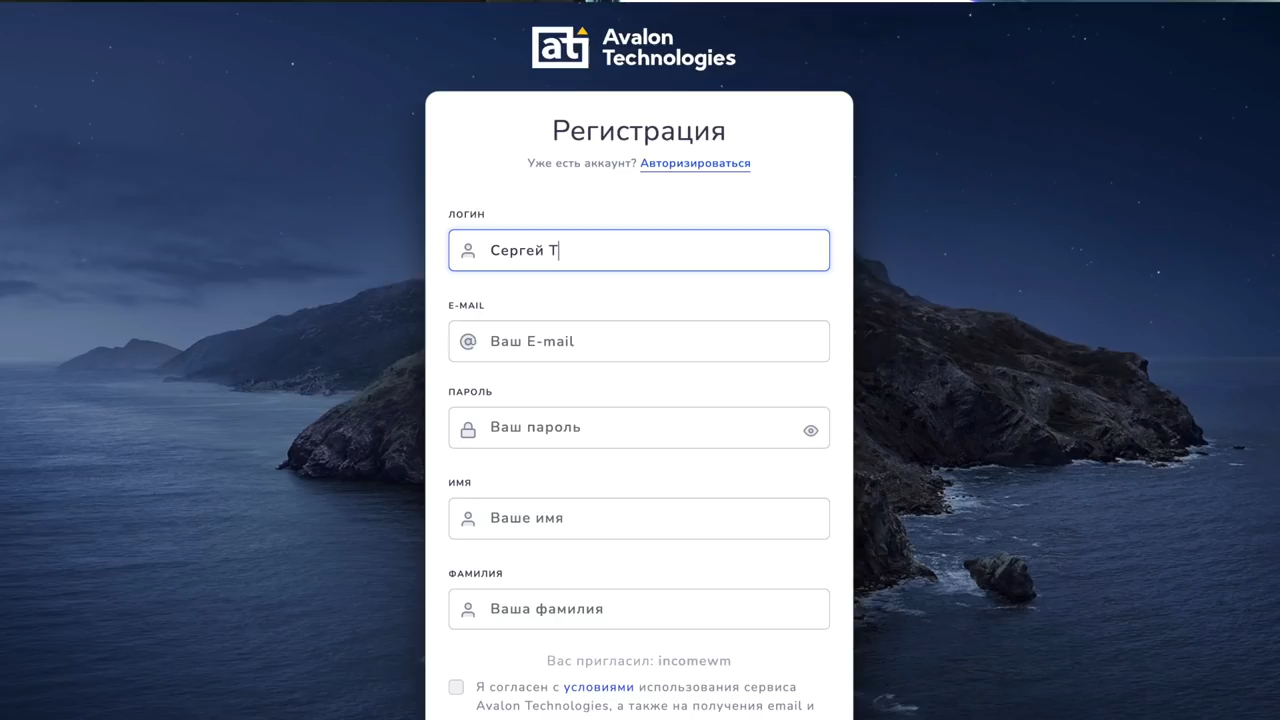 at
Avalon
Technologies
Регистрация
Уже есть аккаунт? Авторизироваться
ЛОГИН
Сергей Т
E-MAIL
Ваш E-mail
ПАРОЛЬ
Ваш пароль
ИМЯ
Ваше имя
ФАМИЛИЯ
Ваша фамилия
Вас пригласил: incomewm
Я согласен с условиями использования сервиса
Avalon Technologies, а также на получения email и